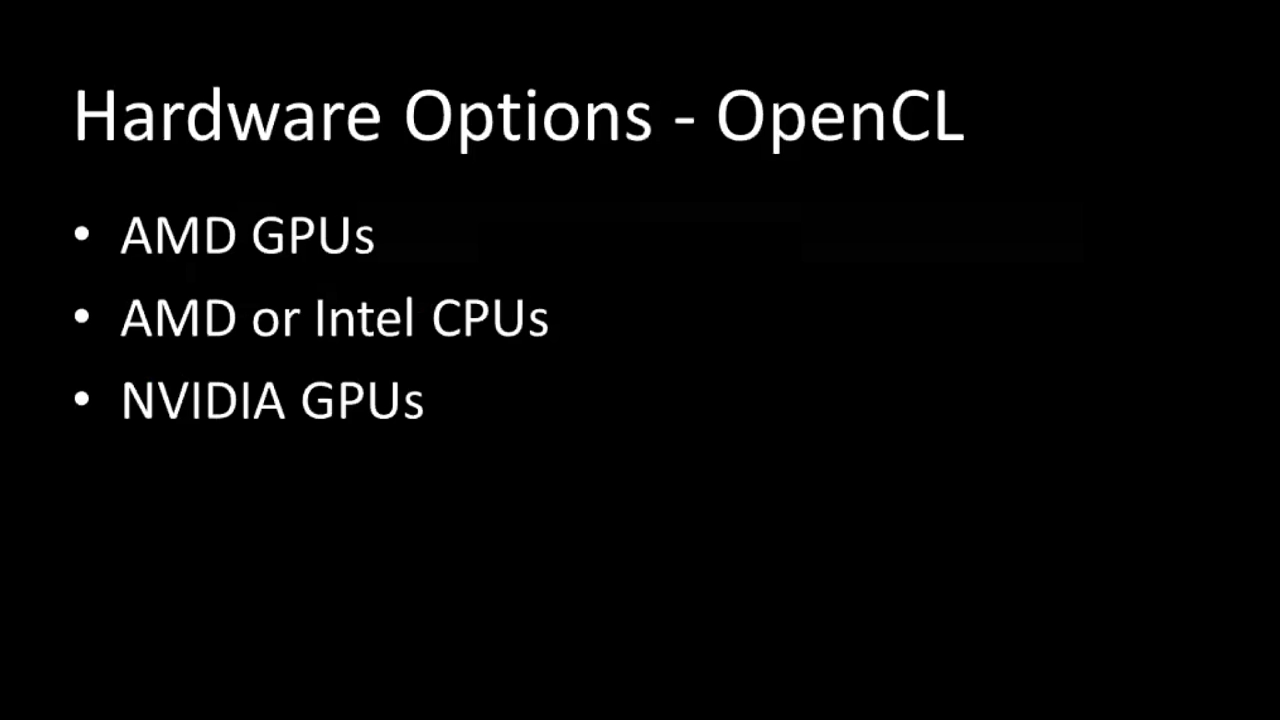 Hardware Options - OpenCL
• AMD GPUs
• AMD or Intel CPUs
• NVIDIA GPUs